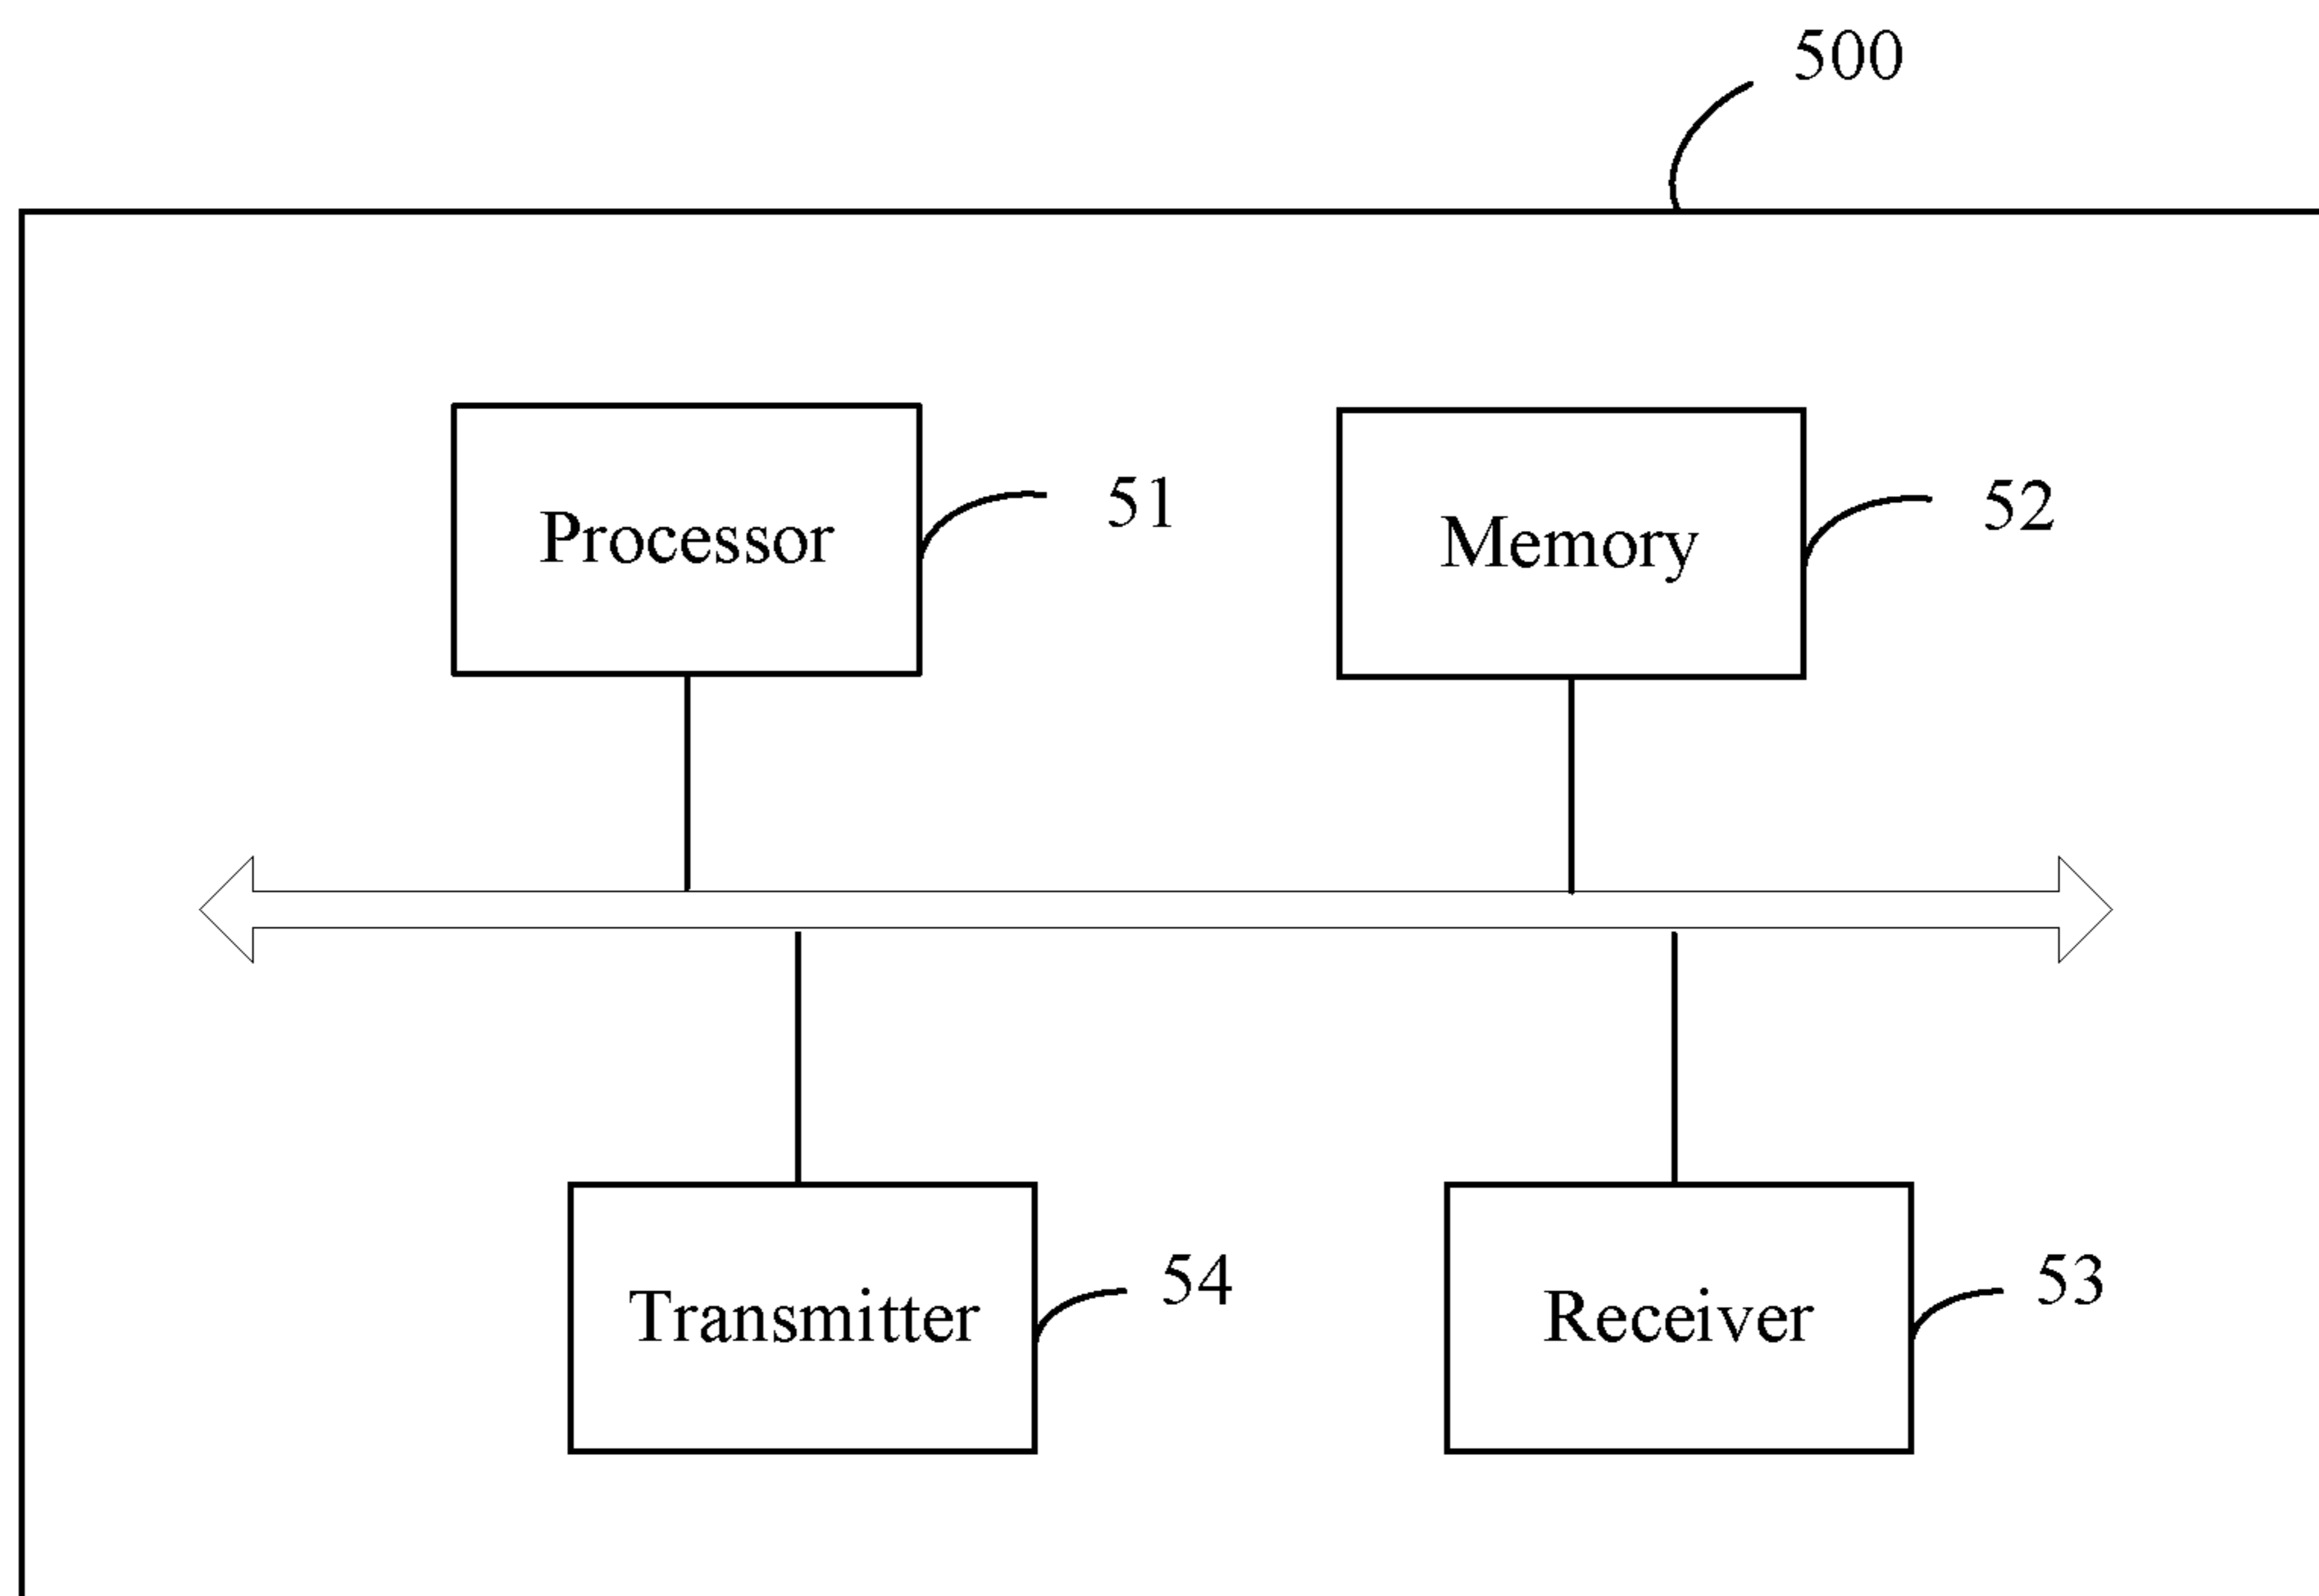 500
Processor
51
Memory
52
Transmitter
54
Receiver
53